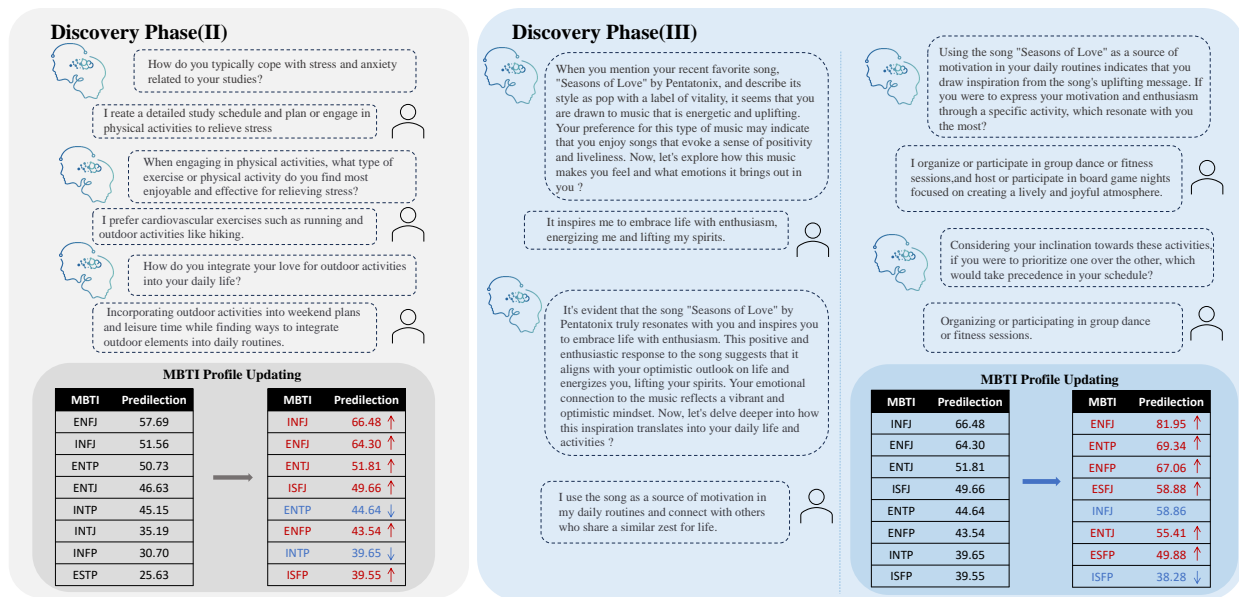 Discovery Phase(II)
How do you typically cope with stress and anxiety
related to your studies?
I reate a detailed study schedule and plan or engage in
physical activities to relieve stress
When engaging in physical activities, what type of
exercise or physical activity do you find most
enjoyable and effective for relieving stress?
I prefer cardiovascular exercises such as running and
outdoor activities like hiking.
How do you integrate your love for outdoor activities
into your daily life?
Incorporating outdoor activities into weekend plans
and leisure time while finding ways to integrate
outdoor elements into daily routines.
MBTI Profile Updating
MBTI Predilection
ENFJ 57.69
INFJ 51.56
ENTP 50.73
ENTJ 46.63
INTP 45.15
INTJ 35.19
INFP 30.70
ESTP 25.63
MBTI Predilection
INFJ 66.48 ↑
ENFJ 64.30 ↑
ENTJ 51.81 ↑
ISFJ 49.66 ↑
ENTP 44.64 ↓
ENFP 43.54 ↑
INTP 39.65 ↓
ISFP 39.55 ↑
Discovery Phase(III)
When you mention your recent favorite song,
"Seasons of Love" by Pentatonix, and describe its
style as pop with a label of vitality, it seems that you
are drawn to music that is energetic and uplifting.
Your preference for this type of music may indicate
that you enjoy songs that evoke a sense of positivity
and liveliness. Now, let's explore how this music
makes you feel and what emotions it brings out in
you ?
It inspires me to embrace life with enthusiasm,
energizing me and lifting my spirits.
It's evident that the song "Seasons of Love" by
Pentatonix truly resonates with you and inspires you
to embrace life with enthusiasm. This positive and
enthusiastic response to the song suggests that it
aligns with your optimistic outlook on life and
energizes you, lifting your spirits. Your emotional
connection to the music reflects a vibrant and
optimistic mindset. Now, let's delve deeper into how
this inspiration translates into your daily life and
activities ?
I use the song as a source of motivation in
my daily routines and connect with others
who share a similar zest for life.
Using the song "Seasons of Love" as a source of
motivation in your daily routines indicates that you
draw inspiration from the song's uplifting message. If
you were to express your motivation and enthusiasm
through a specific activity, which resonate with you
the most?
I organize or participate in group dance or fitness
sessions,and host or participate in board game nights
focused on creating a lively and joyful atmosphere.
Considering your inclination towards these activities,
if you were to prioritize one over the other, which
would take precedence in your schedule?
Organizing or participating in group dance
or fitness sessions.
MBTI Profile Updating
MBTI Predilection
INFJ 66.48
ENFJ 64.30
ENTJ 51.81
ISFJ 49.66
ENTP 44.64
ENFP 43.54
INTP 39.65
ISFP 39.55
MBTI Predilection
ENFJ 81.95 ↑
ENTP 69.34 ↑
ENFP 67.06 ↑
ESFJ 58.88 ↑
INFJ 58.86
ENTJ 55.41 ↑
ESFP 49.88 ↑
ISFP 38.28 ↓